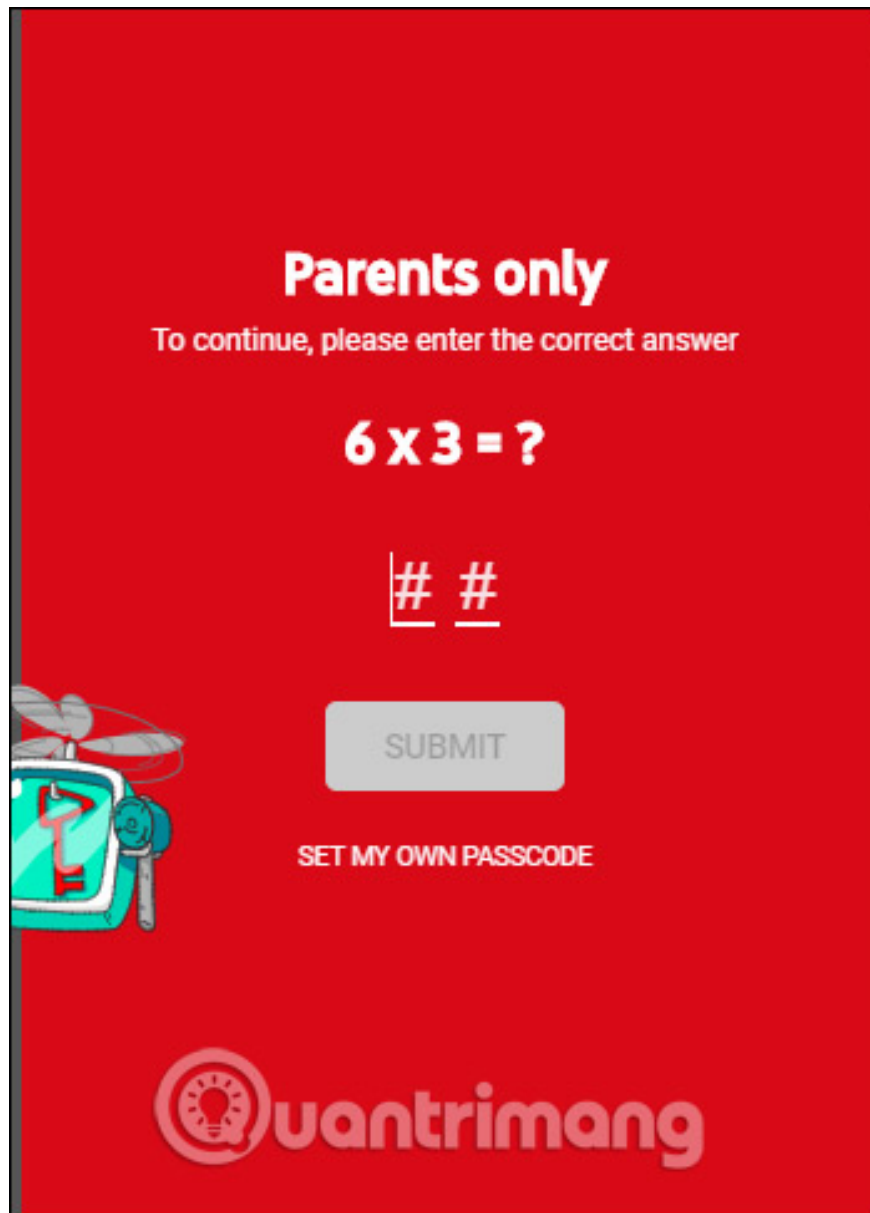 Parents only
To continue, please enter the correct answer
6 x 3 = ?
# #
SUBMIT
SET MY OWN PASSCODE
Quantrimang